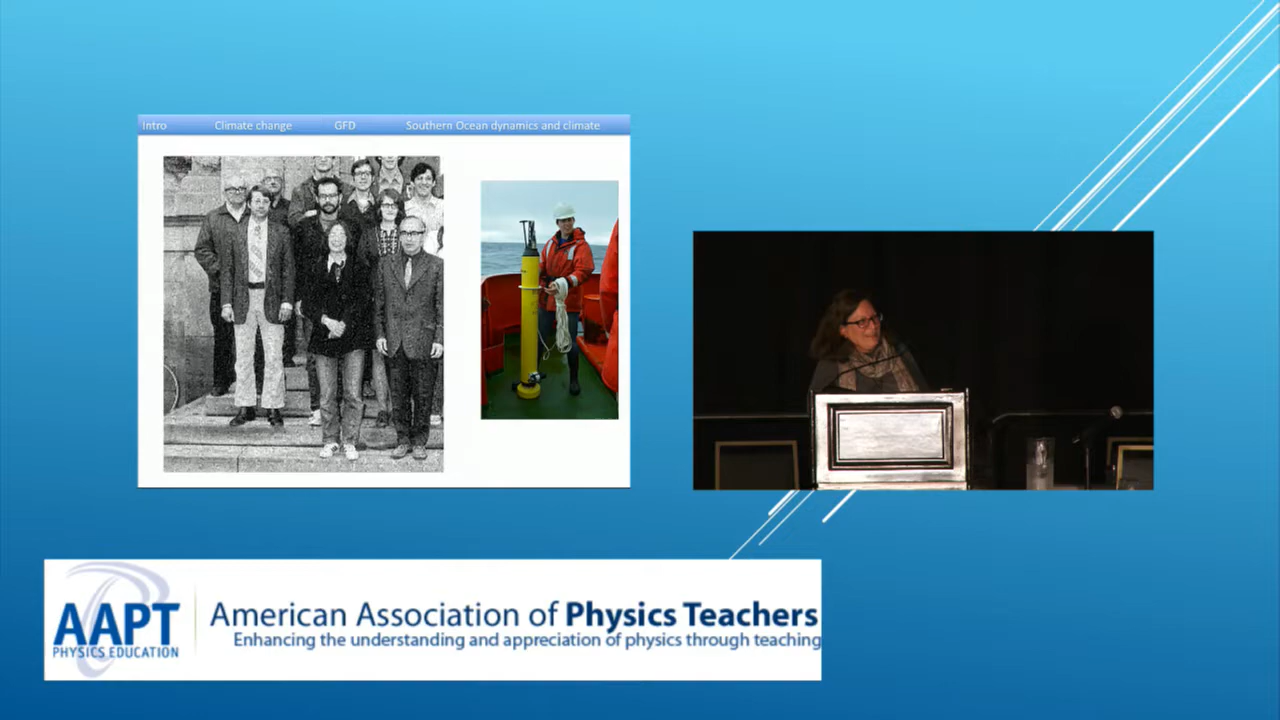 Intro Climate change GFD Southern Ocean dynamics and climate
AAPT
PHYSICS EDUCATION
American Association of Physics Teachers
Enhancing the understanding and appreciation of physics through teaching